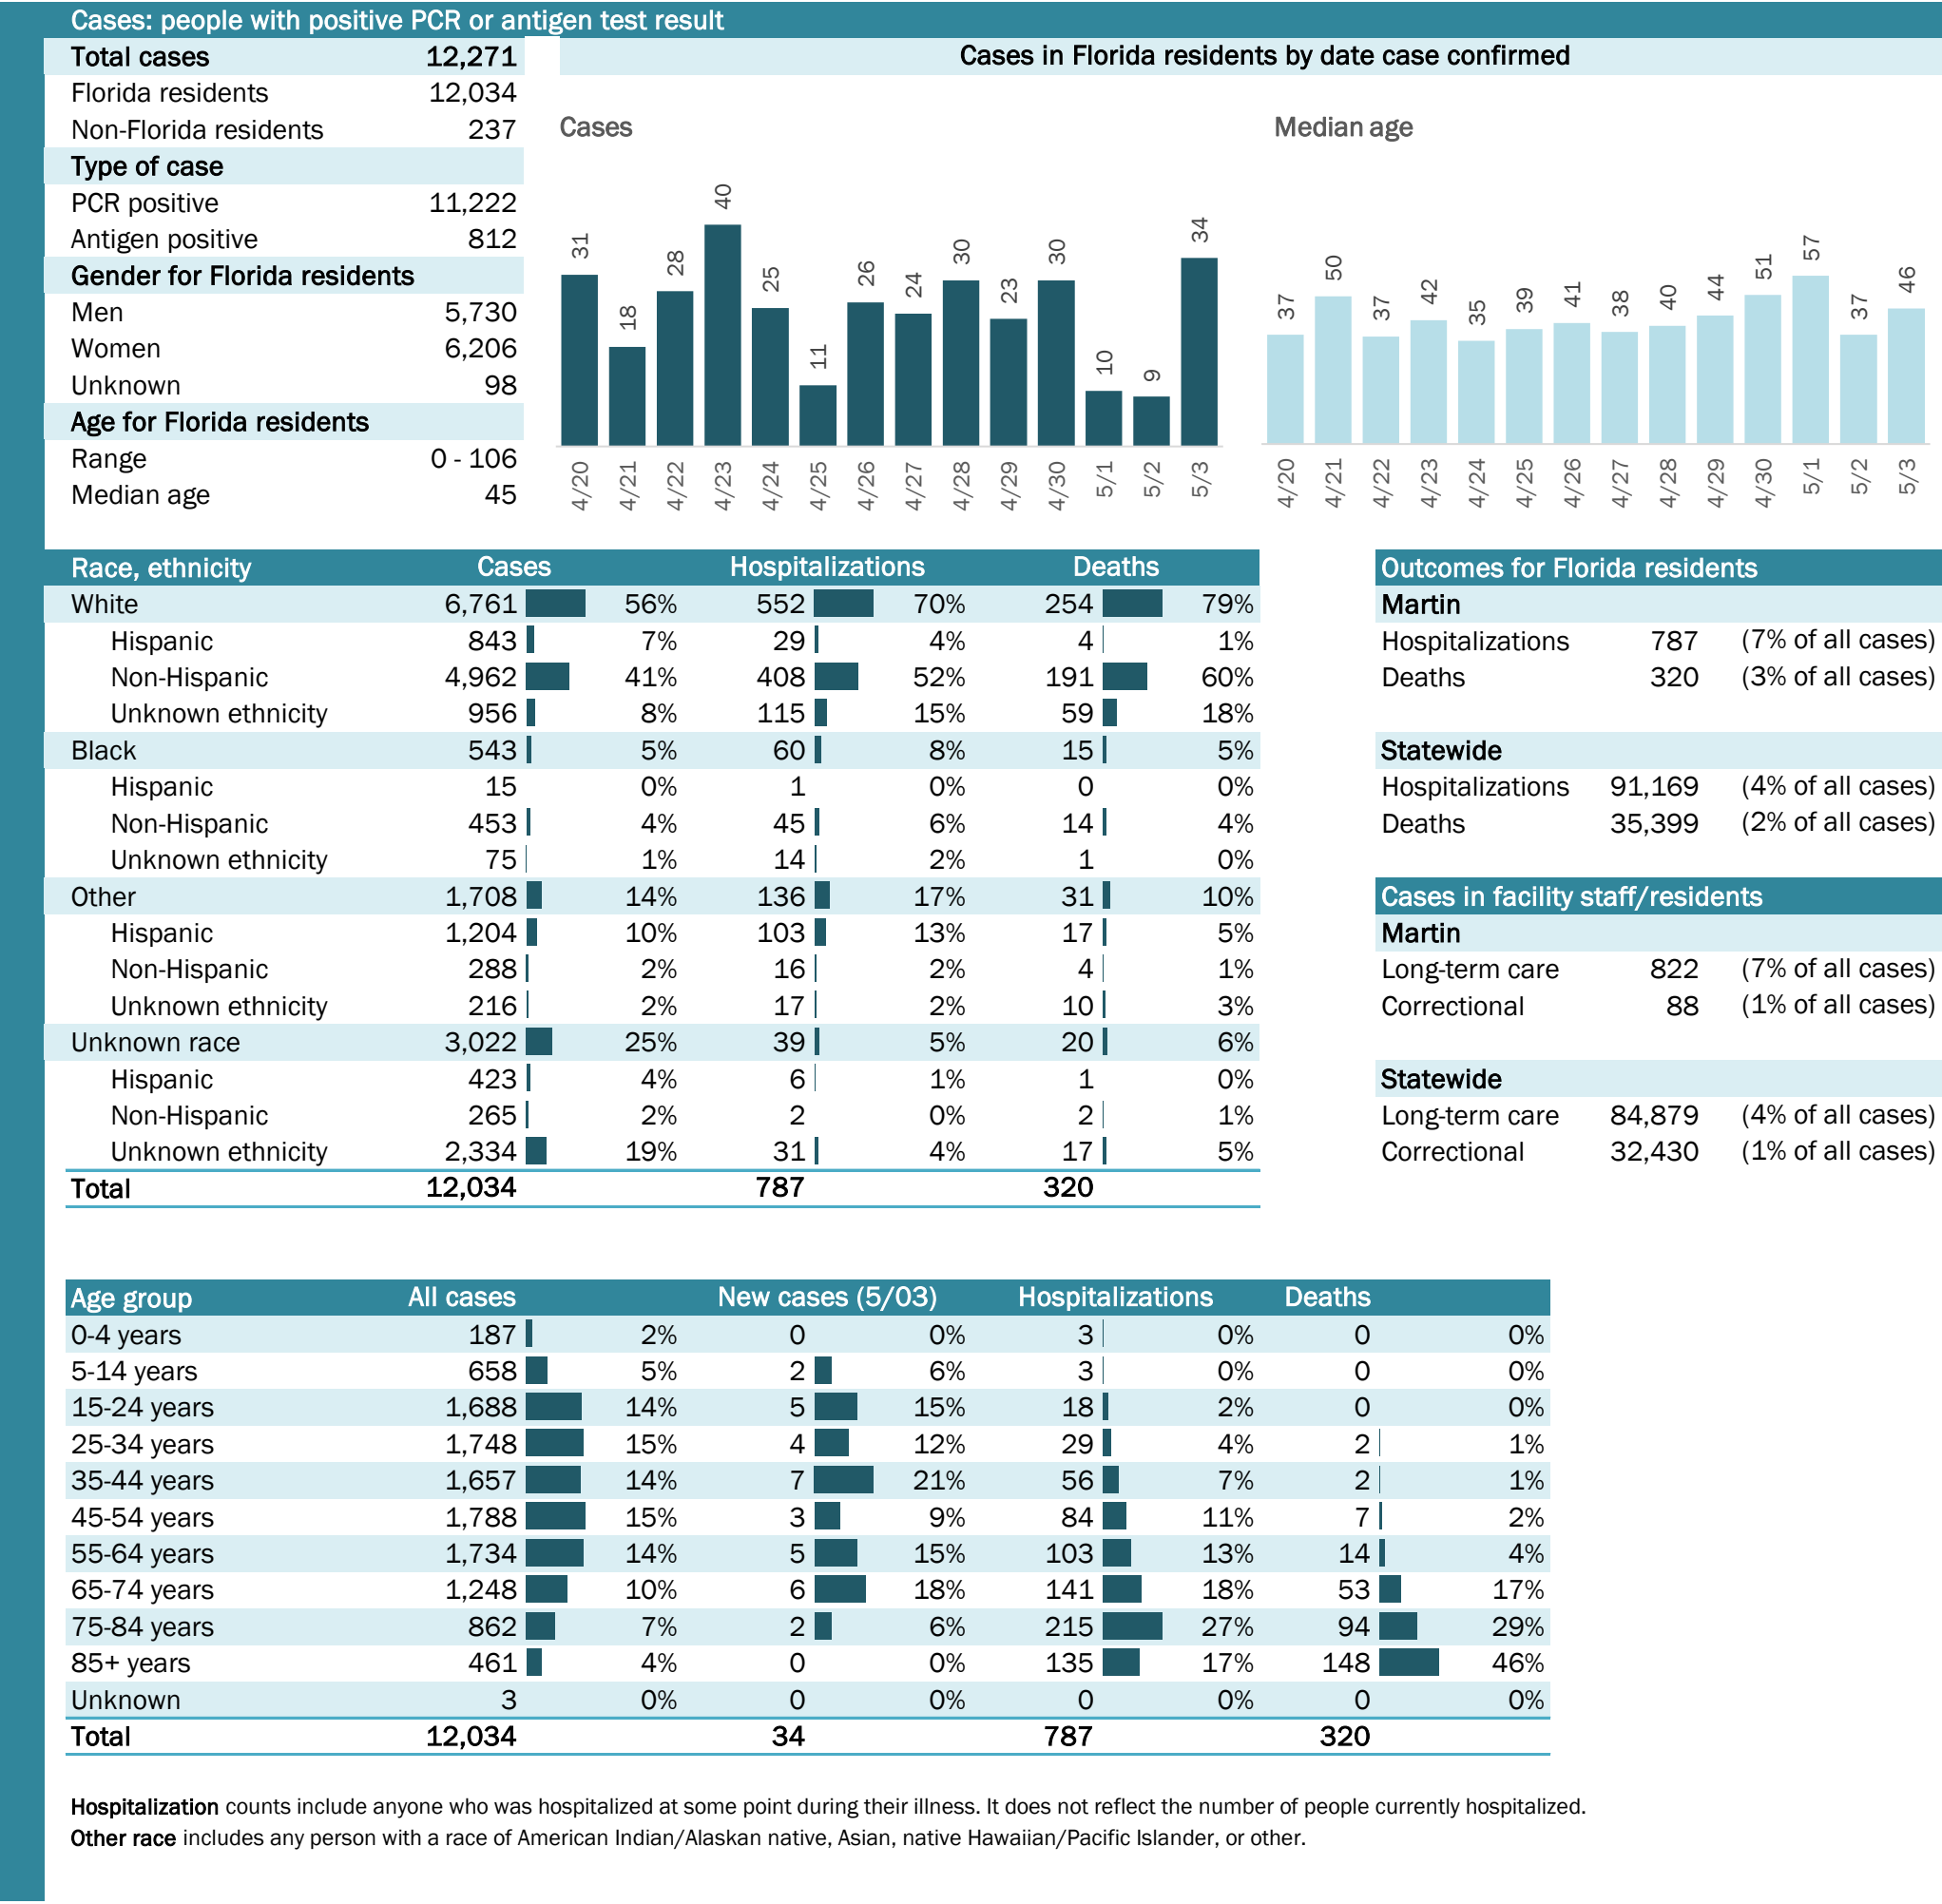 Cases: people with positive PCR or antigen test result
Total cases 12,271
Florida residents 12,034
Non-Florida residents 237
Type of case
PCR positive 11,222
Antigen positive 812
Gender for Florida residents
Men 5,730
Women 6,206
Unknown 98
Age for Florida residents
Range 0 - 106
Median age 45
Cases in Florida residents by date case confirmed
Cases
31 18 28 40 25 11 26 24 30 23 30 10 9 34
4/20 4/21 4/22 4/23 4/24 4/25 4/26 4/27 4/28 4/29 4/30 5/1 5/2 5/3
Median age
37 50 37 42 35 39 41 38 40 44 51 57 37 46
4/20 4/21 4/22 4/23 4/24 4/25 4/26 4/27 4/28 4/29 4/30 5/1 5/2 5/3
Race, ethnicity Cases Hospitalizations Deaths
White 6,761 56% 552 70% 254 79%
Hispanic 843 7% 29 4% 4 1%
Non-Hispanic 4,962 41% 408 52% 191 60%
Unknown ethnicity 956 8% 115 15% 59 18%
Black 543 5% 60 8% 15 5%
Hispanic 15 0% 1 0% 0 0%
Non-Hispanic 453 4% 45 6% 14 4%
Unknown ethnicity 75 1% 14 2% 1 0%
Other 1,708 14% 136 17% 31 10%
Hispanic 1,204 10% 103 13% 17 5%
Non-Hispanic 288 2% 16 2% 4 1%
Unknown ethnicity 216 2% 17 2% 10 3%
Unknown race 3,022 25% 39 5% 20 6%
Hispanic 423 4% 6 1% 1 0%
Non-Hispanic 265 2% 2 0% 2 1%
Unknown ethnicity 2,334 19% 31 4% 17 5%
Total 12,034 787 320
Outcomes for Florida residents
Martin
Hospitalizations 787 (7% of all cases)
Deaths 320 (3% of all cases)
Statewide
Hospitalizations 91,169 (4% of all cases)
Deaths 35,399 (2% of all cases)
Cases in facility staff/residents
Martin
Long-term care 822 (7% of all cases)
Correctional 88 (1% of all cases)
Statewide
Long-term care 84,879 (4% of all cases)
Correctional 32,430 (1% of all cases)
Age group All cases New cases (5/03) Hospitalizations Deaths
0-4 years 187 2% 0 0% 3 0% 0 0%
5-14 years 658 5% 2 6% 3 0% 0 0%
15-24 years 1,688 14% 5 15% 18 2% 0 0%
25-34 years 1,748 15% 4 12% 29 4% 2 1%
35-44 years 1,657 14% 7 21% 56 7% 2 1%
45-54 years 1,788 15% 3 9% 84 11% 7 2%
55-64 years 1,734 14% 5 15% 103 13% 14 4%
65-74 years 1,248 10% 6 18% 141 18% 53 17%
75-84 years 862 7% 2 6% 215 27% 94 29%
85+ years 461 4% 0 0% 135 17% 148 46%
Unknown 3 0% 0 0% 0 0% 0 0%
Total 12,034 34 787 320
Hospitalization counts include anyone who was hospitalized at some point during their illness. It does not reflect the number of people currently hospitalized.
Other race includes any person with a race of American Indian/Alaskan native, Asian, native Hawaiian/Pacific Islander, or other.